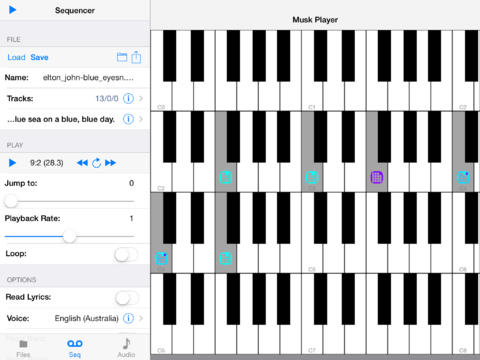 Sequencer
Musk Player
FILE
Load Save
Name: elton_john-blue_eyesn....
Tracks: 13/0/0
...lue sea on a blue, blue day.
PLAY
9:2 (28.3)
Jump to: 0
Playback Rate: 1
Loop:
OPTIONS
Read Lyrics:
Voice: English (Australia)
Files Seq Audio
C0 C1 C2
C2
C5 C6
C7 C8